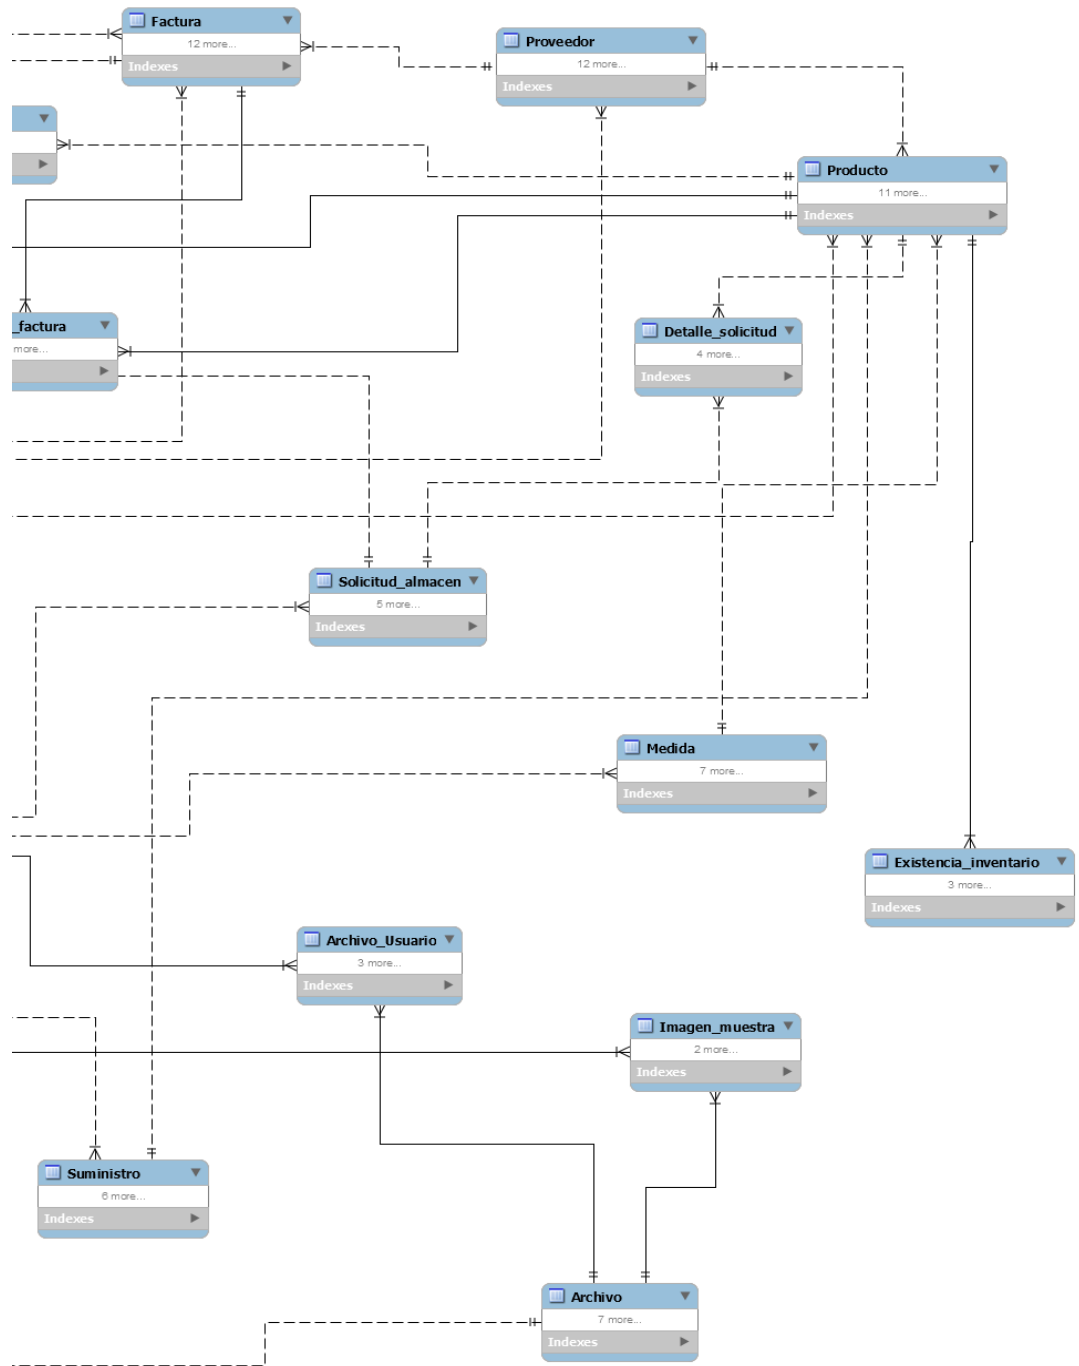 Factura
12 more...
Indexes
Proveedor
12 more...
Indexes
Producto
11 more...
Indexes
_factura
more...
Detalle_solicitud
4 more...
Indexes
Solicitud_almacen
5 more...
Indexes
Medida
7 more...
Indexes
Existencia_inventario
3 more...
Indexes
Archivo_Usuario
3 more...
Indexes
Imagen_muestra
2 more...
Indexes
Suministro
6 more...
Indexes
Archivo
7 more...
Indexes